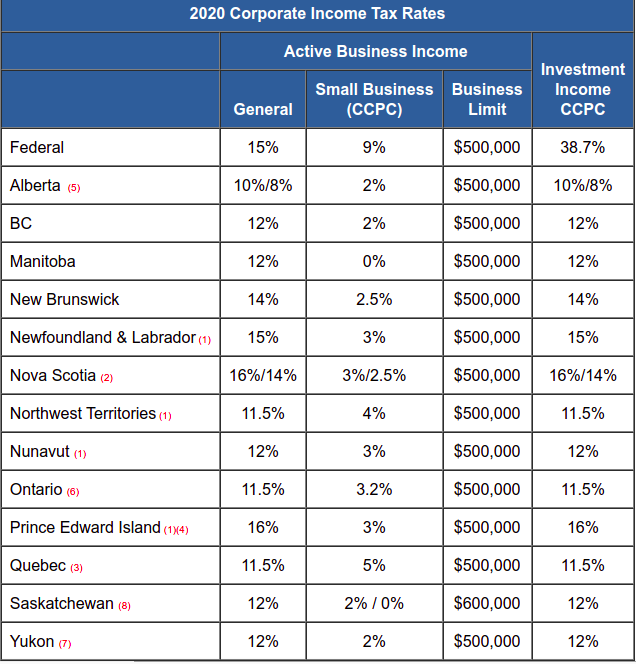 2020 Corporate Income Tax Rates
Active Business Income
Investment
Income
CCPC
General
Small Business
(CCPC)
Business
Limit
Federal 15% 9% $500,000 38.7%
Alberta (5) 10%/8% 2% $500,000 10%/8%
BC 12% 2% $500,000 12%
Manitoba 12% 0% $500,000 12%
New Brunswick 14% 2.5% $500,000 14%
Newfoundland & Labrador (1) 15% 3% $500,000 15%
Nova Scotia (2) 16%/14% 3%/2.5% $500,000 16%/14%
Northwest Territories (1) 11.5% 4% $500,000 11.5%
Nunavut (1) 12% 3% $500,000 12%
Ontario (6) 11.5% 3.2% $500,000 11.5%
Prince Edward Island (1)(4) 16% 3% $500,000 16%
Quebec (3) 11.5% 5% $500,000 11.5%
Saskatchewan (8) 12% 2% / 0% $600,000 12%
Yukon (7) 12% 2% $500,000 12%